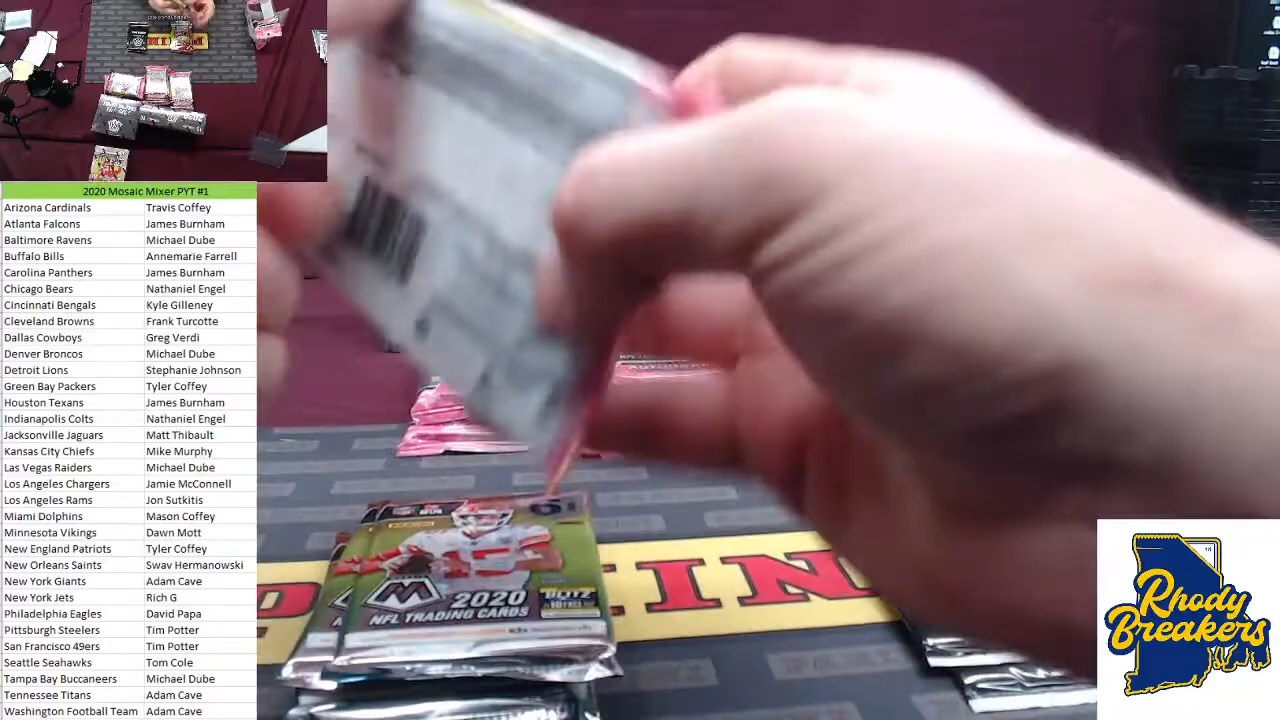 2020 Mosaic Mixer PYT #1
Arizona Cardinals Travis Coffey
Atlanta Falcons James Burnham
Baltimore Ravens Michael Dube
Buffalo Bills Annemarie Farrell
Carolina Panthers James Burnham
Chicago Bears Nathaniel Engel
Cincinnati Bengals Kyle Gilleney
Cleveland Browns Frank Turcotte
Dallas Cowboys Greg Verdi
Denver Broncos Michael Dube
Detroit Lions Stephanie Johnson
Green Bay Packers Tyler Coffey
Houston Texans James Burnham
Indianapolis Colts Nathaniel Engel
Jacksonville Jaguars Matt Thibault
Kansas City Chiefs Mike Murphy
Las Vegas Raiders Michael Dube
Los Angeles Chargers Jamie McConnell
Los Angeles Rams Jon Sutkitis
Miami Dolphins Mason Coffey
Minnesota Vikings Dawn Mott
New England Patriots Tyler Coffey
New Orleans Saints Swav Hermanowski
New York Giants Adam Cave
New York Jets Rich G
Philadelphia Eagles David Papa
Pittsburgh Steelers Tim Potter
San Francisco 49ers Tim Potter
Seattle Seahawks Tom Cole
Tampa Bay Buccaneers Michael Dube
Tennessee Titans Adam Cave
Washington Football Team Adam Cave
2020
NFL TRADING CARDS
BLITZ
INI
Rhody
Breakers